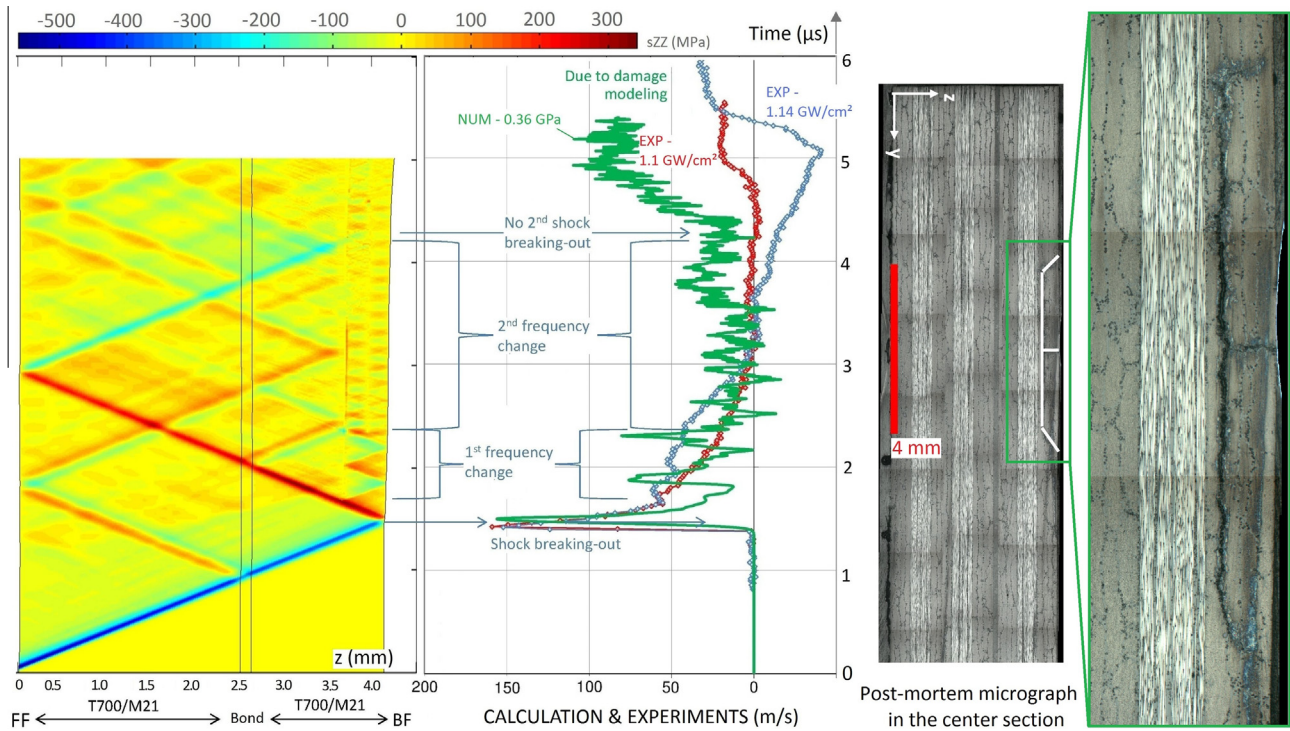 -500 -400 -300 -200 -100 0 100 200 300
sZZ (MPa)
Time (µs)
6
5
4
3
2
1
0
Due to damage
modeling
NUM - 0.36 GPa
EXP -
1.1 GW/cm²
EXP -
1.14 GW/cm²
No 2nd shock
breaking-out
2nd frequency
change
1st frequency
change
Shock breaking-out
z (mm)
0 0.5 1.0 1.5 2.0 2.5 3.0 3.5 4.0
FF T700/M21 Bond T700/M21 BF
200 150 100 50 0
CALCULATION & EXPERIMENTS (m/s)
z
y
4 mm
Post-mortem micrograph
in the center section